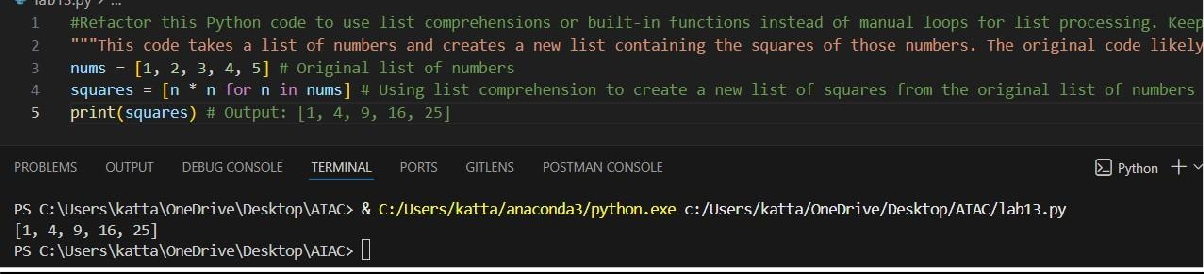 lab13.py > ...
1 #Refactor this Python code to use list comprehensions or built-in functions instead of manual loops for list processing. Keep
2 """This code takes a list of numbers and creates a new list containing the squares of those numbers. The original code likely
3 nums = [1, 2, 3, 4, 5] # Original list of numbers
4 squares = [n * n for n in nums] # Using list comprehension to create a new list of squares from the original list of numbers
5 print(squares) # Output: [1, 4, 9, 16, 25]
PROBLEMS OUTPUT DEBUG CONSOLE TERMINAL PORTS GITLENS POSTMAN CONSOLE Python
PS C:\Users\katta\OneDrive\Desktop\ATAC> & C:/Users/katta/anaconda3/python.exe c:/Users/katta/OneDrive/Desktop/ATAC/lab13.py
[1, 4, 9, 16, 25]
PS C:\Users\katta\OneDrive\Desktop\ATAC>